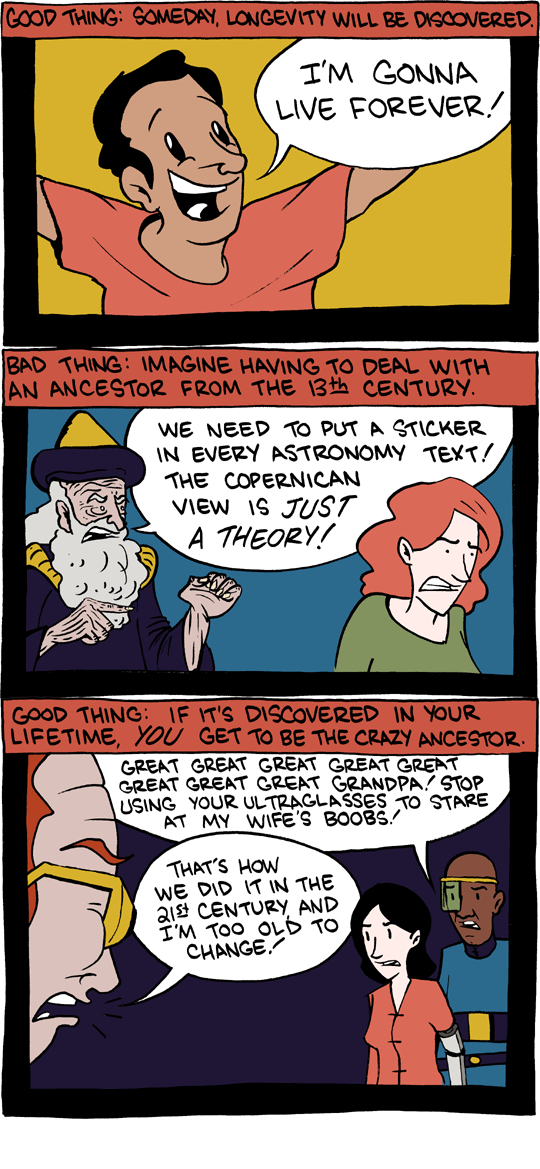 GOOD THING: SOMEDAY, LONGEVITY WILL BE DISCOVERED.
I'M GONNA
LIVE FOREVER!
BAD THING: IMAGINE HAVING TO DEAL WITH
AN ANCESTOR FROM THE 13th CENTURY.
WE NEED TO PUT A STICKER
IN EVERY ASTRONOMY TEXT!
THE COPERNICAN
VIEW IS JUST
A THEORY!
GOOD THING: IF IT'S DISCOVERED IN YOUR
LIFETIME, YOU GET TO BE THE CRAZY ANCESTOR.
GREAT GREAT GREAT GREAT GREAT
GREAT GREAT GREAT GRANDPA! STOP
USING YOUR ULTRAGLASSES TO STARE
AT MY WIFE'S BOOBS!
THAT'S HOW
WE DID IT IN THE
21st CENTURY, AND
I'M TOO OLD TO
CHANGE!